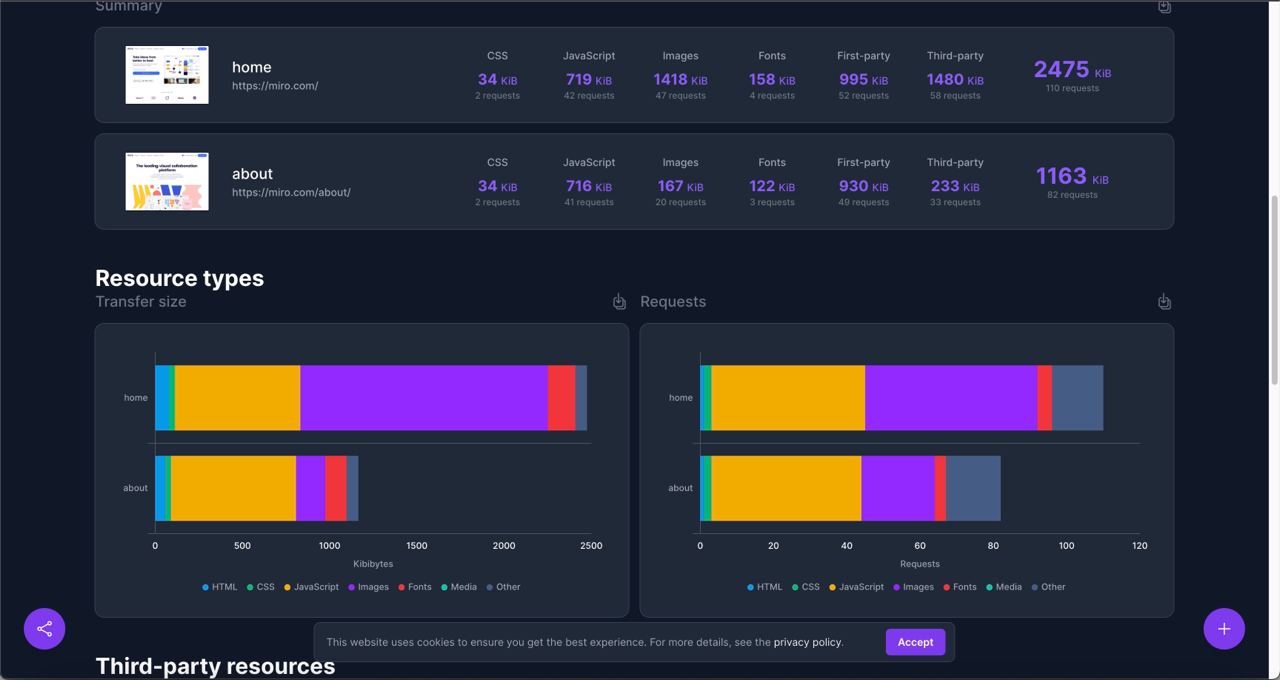 Summary
home
https://miro.com/
CSS
34 KiB
2 requests
JavaScript
719 KiB
42 requests
Images
1418 KiB
47 requests
Fonts
158 KiB
4 requests
First-party
995 KiB
52 requests
Third-party
1480 KiB
58 requests
2475 KiB
110 requests
The leading visual collaboration
platform
about
https://miro.com/about/
CSS
34 KiB
2 requests
JavaScript
716 KiB
41 requests
Images
167 KiB
20 requests
Fonts
122 KiB
3 requests
First-party
930 KiB
49 requests
Third-party
233 KiB
33 requests
1163 KiB
82 requests
Resource types
Transfer size
home
about
0 500 1000 1500 2000 2500
Kibibytes
HTML CSS JavaScript Images Fonts Media Other
Requests
home
about
0 20 40 60 80 100 120
Requests
HTML CSS JavaScript Images Fonts Media Other
This website uses cookies to ensure you get the best experience. For more details, see the privacy policy.
Accept
Third-party resources